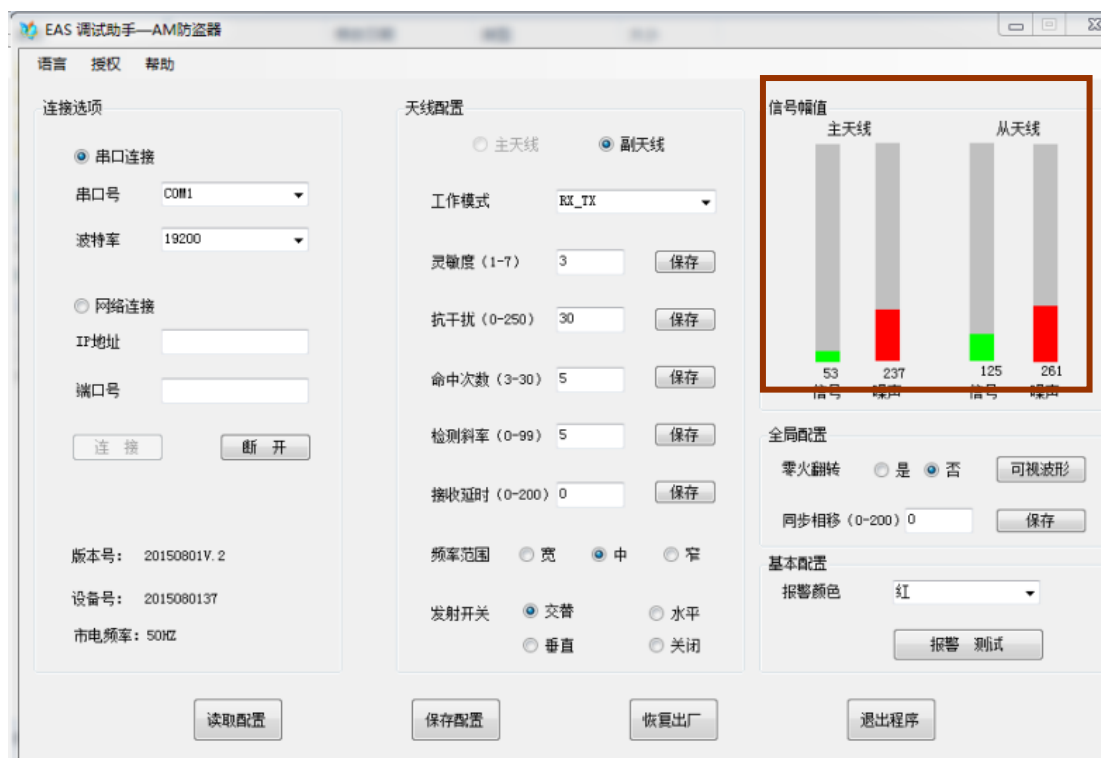 EAS 调试助手—AM防盗器
语言 授权 帮助
连接选项
串口连接
串口号 COM1
波特率 19200
网络连接
IP地址
端口号
连 接 断 开
版本号: 20150801V.2
设备号: 2015080137
市电频率: 50HZ
天线配置
主天线 副天线
工作模式 RX_TX
灵敏度 (1-7) 3 保存
抗干扰 (0-250) 30 保存
命中次数 (3-30) 5 保存
检测斜率 (0-99) 5 保存
接收延时 (0-200) 0 保存
频率范围 宽 中 窄
发射开关 交替 水平
垂直 关闭
信号幅值
主天线 从天线
53 237 125 261
信号 噪声 信号 噪声
全局配置
零火翻转 是 否 可视波形
同步相移 (0-200) 0 保存
基本配置
报警颜色 红
报警 测试
读取配置 保存配置 恢复出厂 退出程序